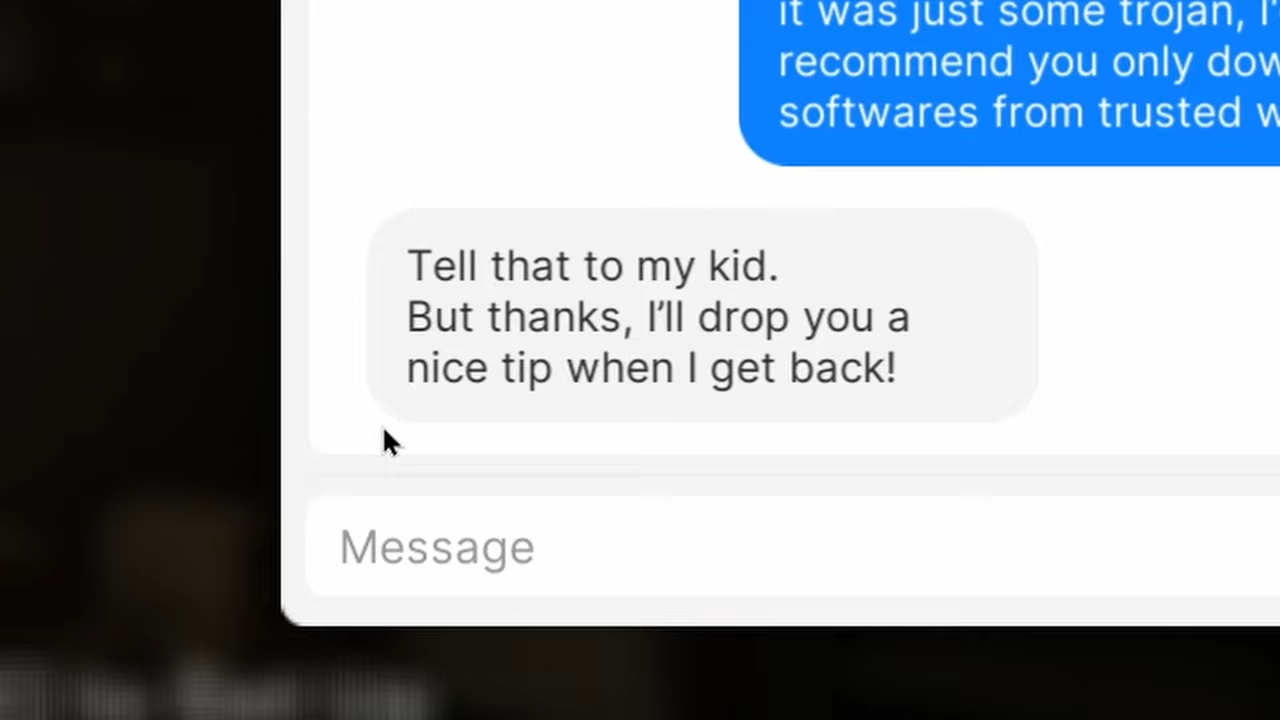 it was just some trojan, I'
recommend you only dow
softwares from trusted w
Tell that to my kid.
But thanks, I'll drop you a
nice tip when I get back!
Message